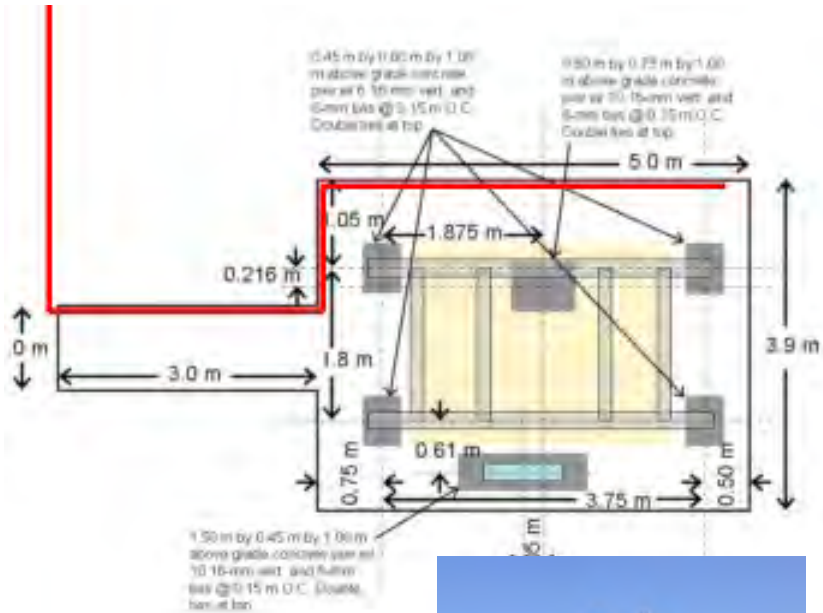 0.45 m by 0.60 m by 1.00
m above grade concrete
pier w/ 6 16-mm vert. and
6-mm ties @ 0.15 m O.C.
Double ties at top
0.60 m by 0.75 m by 1.00
m above grade concrete
pier w/ 10 16-mm vert. and
6-mm ties @ 0.15 m O.C.
Double ties at top
5.0 m
.05 m
1.875 m
0.216 m
0 m
3.0 m
1.8 m
3.9 m
0.61 m
0.75 m
0.50 m
3.75 m
1.50 m by 0.45 m by 1.00 m
above grade concrete pier w/
10 16-mm vert. and 6-mm
ties @ 0.15 m O.C. Double
ties at top